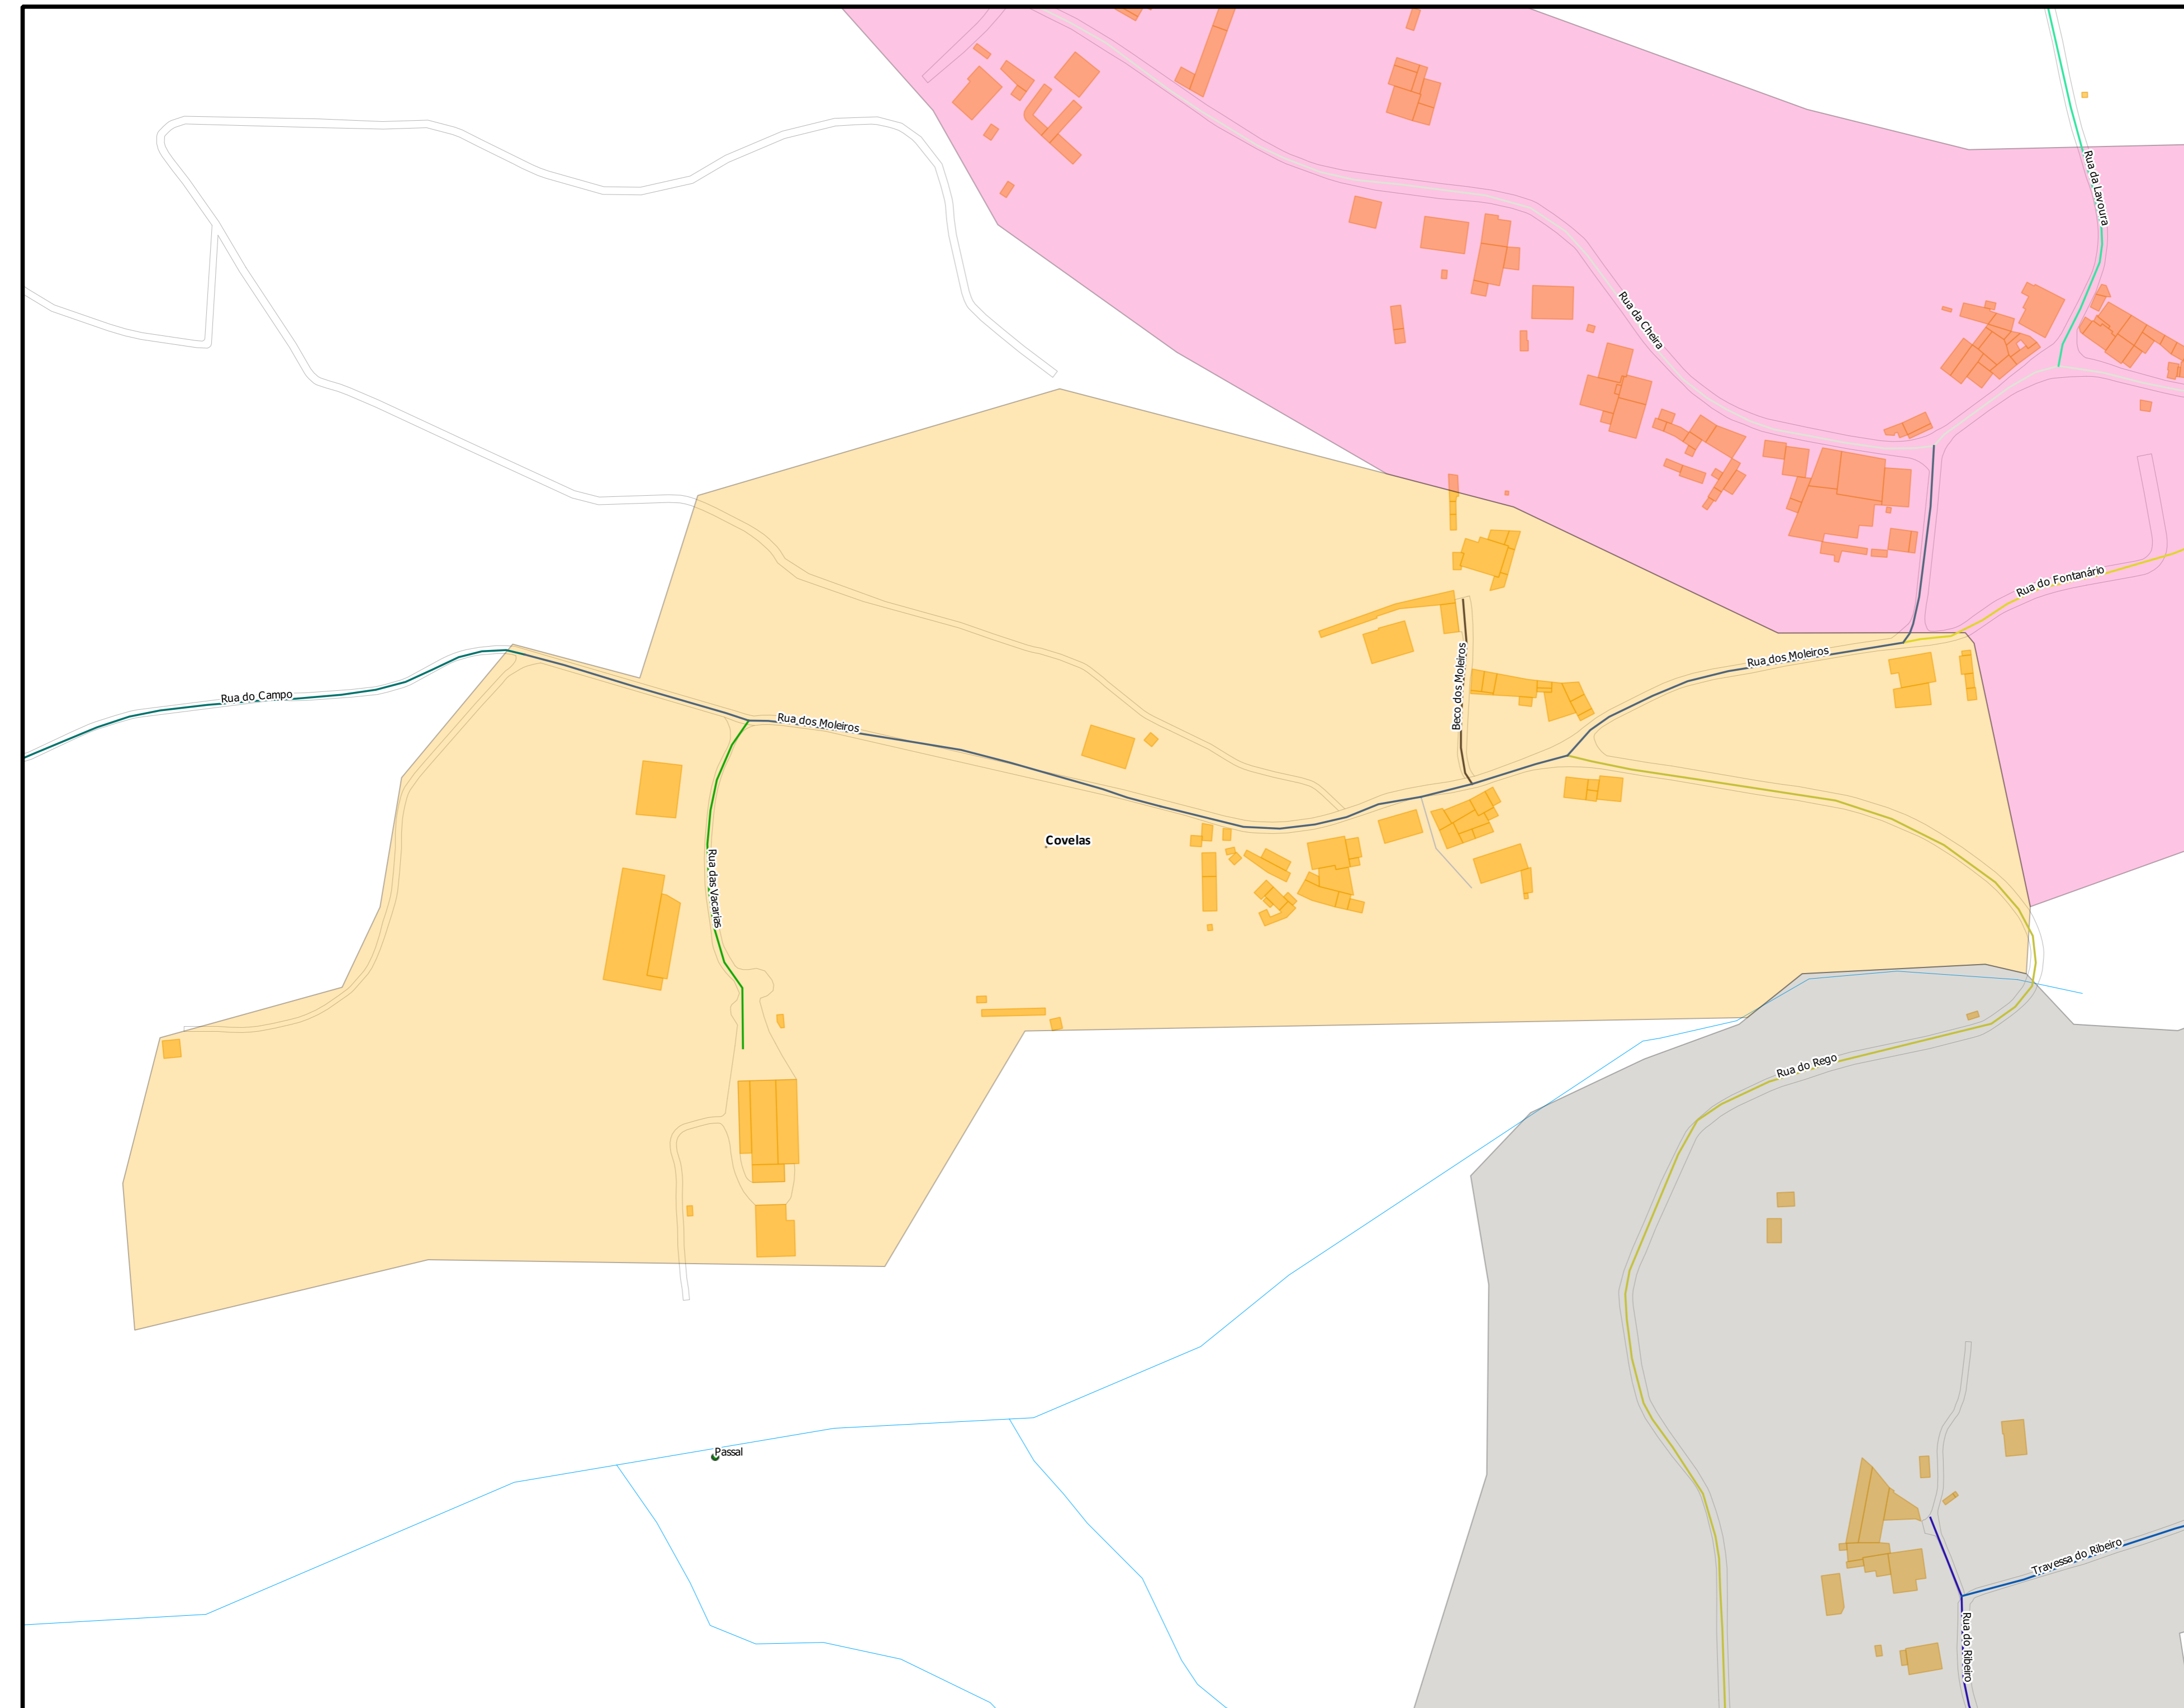 Rua da Lavoura
Rua da Cheira
Rua do Fontanário
Rua dos Moleiros
Beco dos Moleiros
Rua do Campo
Rua dos Moleiros
Covelas
Rua das Vacarias
Rua do Rego
Passal
Travessa do Ribeiro
Rua do Ribeiro